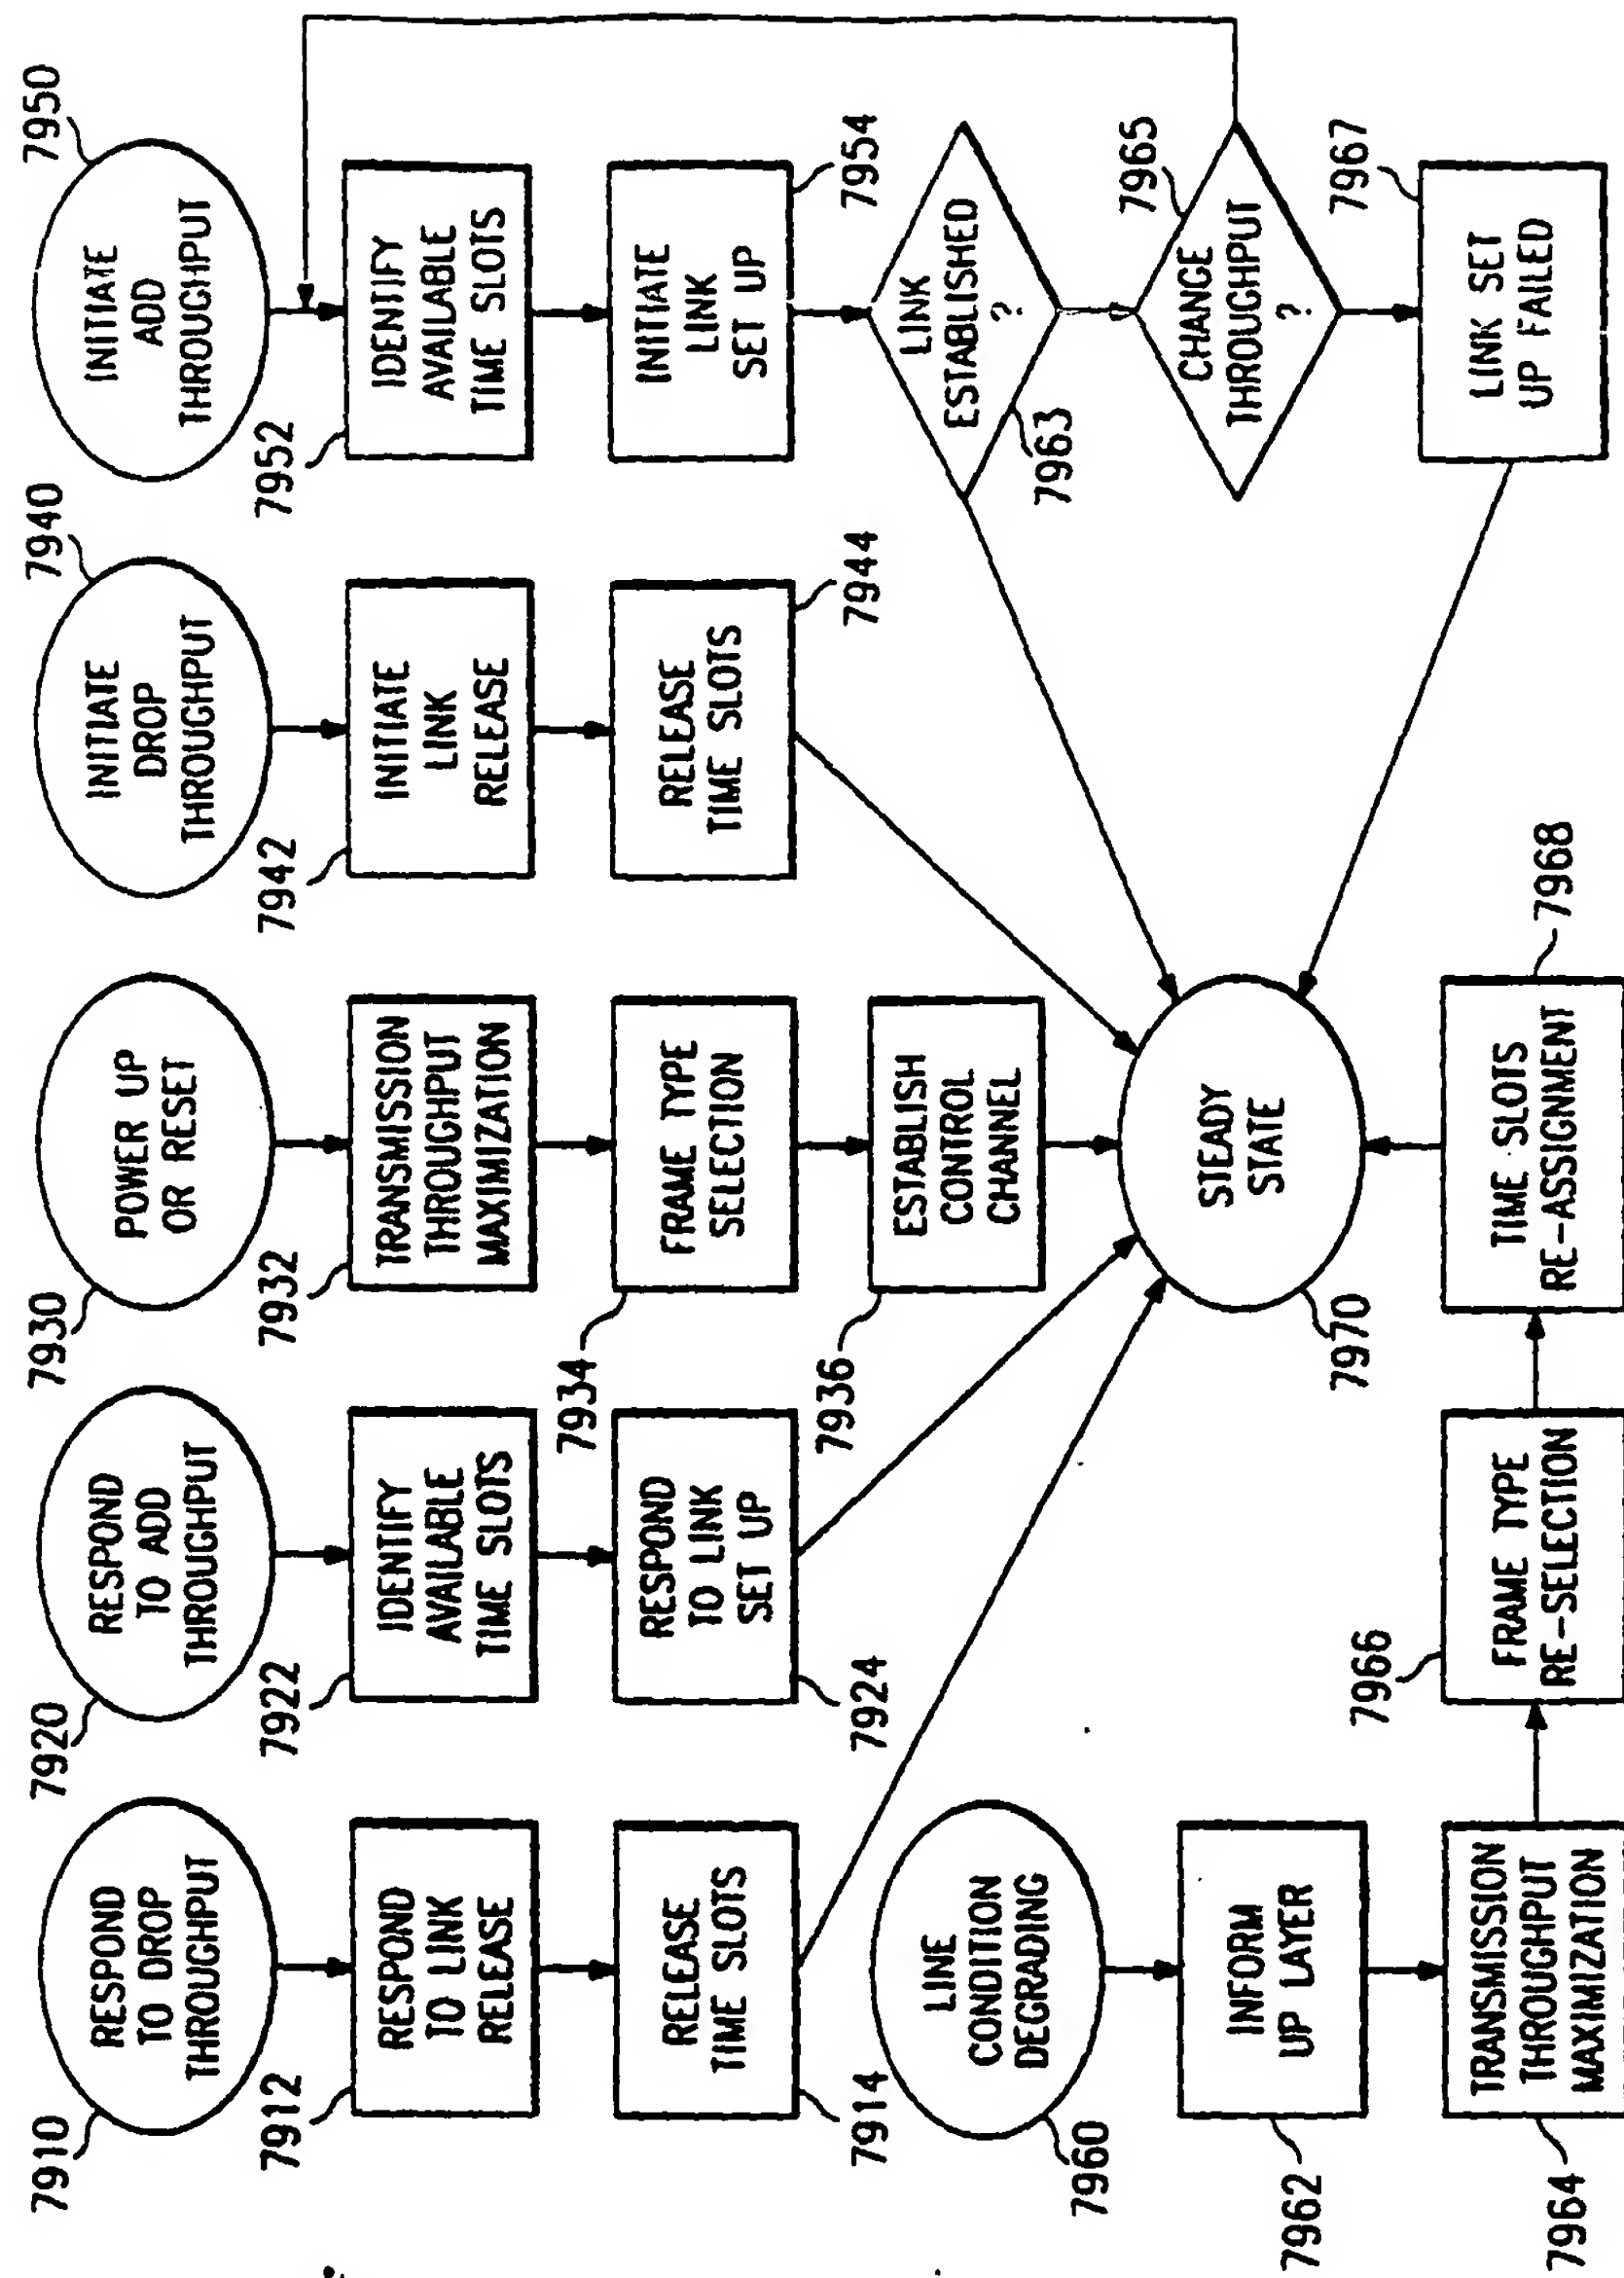 7910
RESPOND
TO DROP
THROUGHPUT
7912
RESPOND
TO LINK
RELEASE
RELEASE
TIME SLOTS
7914
7920
RESPOND
TO ADD
THROUGHPUT
7922
IDENTIFY
AVAILABLE
TIME SLOTS
RESPOND
TO LINK
SET UP
7924
7930
POWER UP
OR RESET
7932
TRANSMISSION
THROUGHPUT
MAXIMIZATION
7934
FRAME TYPE
SELECTION
7936
ESTABLISH
CONTROL
CHANNEL
7940
INITIATE
DROP
THROUGHPUT
7942
INITIATE
LINK
RELEASE
RELEASE
TIME SLOTS
7944
7950
INITIATE
ADD
THROUGHPUT
7952
IDENTIFY
AVAILABLE
TIME SLOTS
INITIATE
LINK
SET UP
7954
LINK
ESTABLISHED
?
7963
CHANGE
THROUGHPUT
?
7965
LINK SET
UP FAILED
7967
LINE
CONDITION
DEGRADING
7960
INFORM
UP LAYER
7962
TRANSMISSION
THROUGHPUT
MAXIMIZATION
7964
7966
FRAME TYPE
RE-SELECTION
TIME SLOTS
RE-ASSIGNMENT
7968
STEADY
STATE
7970